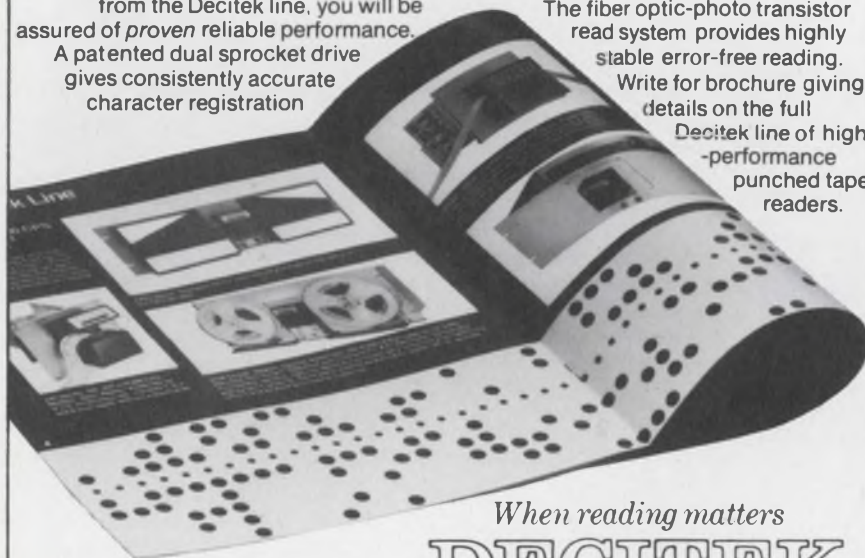 from the Decitek line, you will be
assured of proven reliable performance.
A patented dual sprocket drive
gives consistently accurate
character registration
The fiber optic-photo transistor
read system provides highly
stable error-free reading.
Write for brochure giving
details on the full
Decitek line of high
-performance
punched tape
readers.
k Line
When reading matters
DECITEK